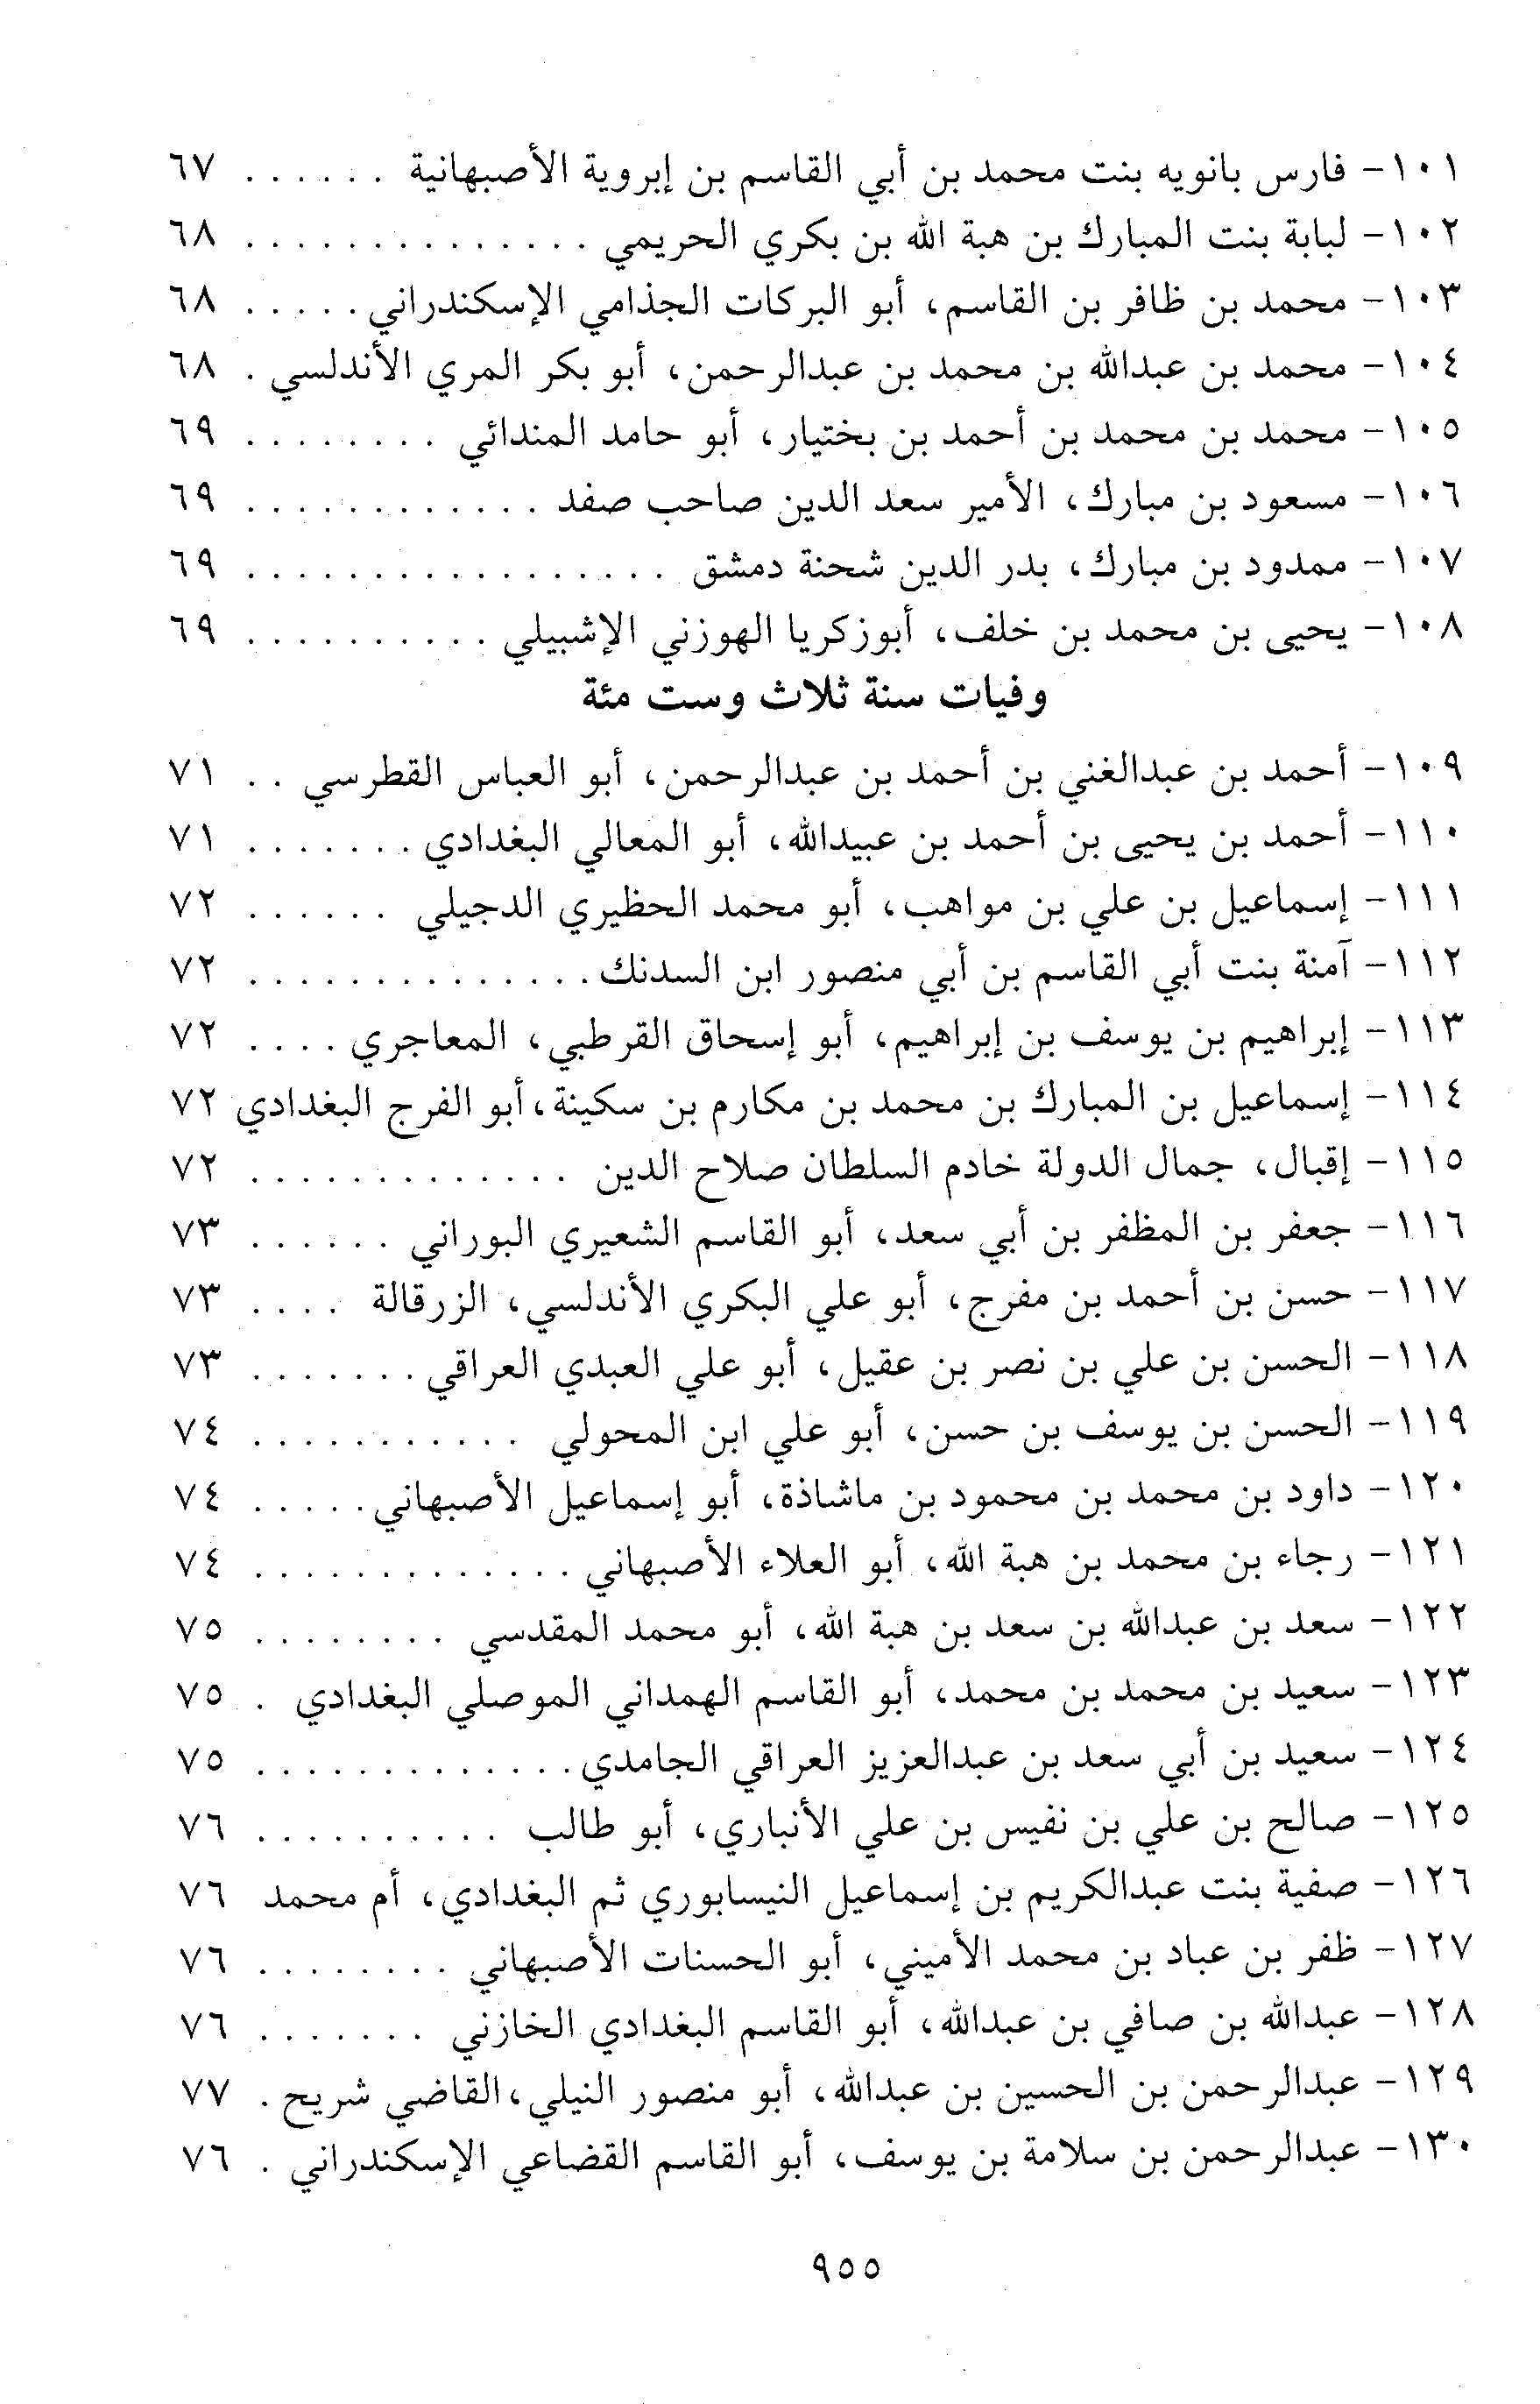 ١٠١- فارس بانويه بنت محمد بن أبي القاسم بن إبروية الأصبهانية . . . . . . ٦٧
١٠٢- لبابة بنت المبارك بن هبة الله بن بكري الحريمي . . . . . . . . . . . . . . ٦٨
١٠٣- محمد بن ظافر بن القاسم، أبو البركات الجذامي الإسكندراني . . . . . ٦٨
١٠٤- محمد بن عبدالله بن محمد بن عبدالرحمن، أبو بكر المري الأندلسي . ٦٨
١٠٥- محمد بن محمد بن أحمد بن بختيار، أبو حامد المندائي . . . . . . . . ٦٩
١٠٦- مسعود بن مبارك، الأمير سعد الدين صاحب صفد . . . . . . . . . . . . ٦٩
١٠٧- ممدود بن مبارك، بدر الدين شحنة دمشق . . . . . . . . . . . . . . . . . ٦٩
١٠٨- يحيى بن محمد بن خلف، أبوزكريا الهوزني الإشبيلي . . . . . . . . . . ٦٩
وفيات سنة ثلاث وست مئة
١٠٩- أحمد بن عبدالغني بن أحمد بن عبدالرحمن، أبو العباس القطرسي . . ٧١
١١٠- أحمد بن يحيى بن أحمد بن عبيدالله، أبو المعالي البغدادي . . . . . . . ٧١
١١١- إسماعيل بن علي بن مواهب، أبو محمد الحظيري الدجيلي . . . . . . ٧٢
١١٢- آمنة بنت أبي القاسم بن أبي منصور ابن السدنك . . . . . . . . . . . . . . ٧٢
١١٣- إبراهيم بن يوسف بن إبراهيم، أبو إسحاق القرطبي، المعاجري . . . . ٧٢
١١٤- إسماعيل بن المبارك بن محمد بن مكارم بن سكينة، أبو الفرج البغدادي ٧٢
١١٥- إقبال، جمال الدولة خادم السلطان صلاح الدين . . . . . . . . . . . . . ٧٢
١١٦- جعفر بن المظفر بن أبي سعد، أبو القاسم الشعيري البوراني . . . . . . ٧٣
١١٧- حسن بن أحمد بن مفرج، أبو علي البكري الأندلسي، الزرقالة . . . . ٧٣
١١٨- الحسن بن علي بن نصر بن عقيل، أبو علي العبدي العراقي . . . . . . . ٧٣
١١٩- الحسن بن يوسف بن حسن، أبو علي ابن المحولي . . . . . . . . . . . ٧٤
١٢٠- داود بن محمد بن محمود بن ماشاذة، أبو إسماعيل الأصبهاني . . . . . ٧٤
١٢١- رجاء بن محمد بن هبة الله، أبو العلاء الأصبهاني . . . . . . . . . . . . . ٧٤
١٢٢- سعد بن عبدالله بن سعد بن هبة الله، أبو محمد المقدسي . . . . . . . . ٧٥
١٢٣- سعيد بن محمد بن محمد، أبو القاسم الهمداني الموصلي البغدادي . ٧٥
١٢٤- سعيد بن أبي سعد بن عبدالعزيز العراقي الجامدي . . . . . . . . . . . . . ٧٥
١٢٥- صالح بن علي بن نفيس بن علي الأنباري، أبو طالب . . . . . . . . . . ٧٦
١٢٦- صفية بنت عبدالكريم بن إسماعيل النيسابوري ثم البغدادي، أم محمد ٧٦
١٢٧- ظفر بن عباد بن محمد الأميني، أبو الحسنات الأصبهاني . . . . . . . . ٧٦
١٢٨- عبدالله بن صافي بن عبدالله، أبو القاسم البغدادي الخازني . . . . . . . ٧٦
١٢٩- عبدالرحمن بن الحسين بن عبدالله، أبو منصور النيلي، القاضي شريح . ٧٧
١٣٠- عبدالرحمن بن سلامة بن يوسف، أبو القاسم القضاعي الإسكندراني . ٧٦
٩٥٥